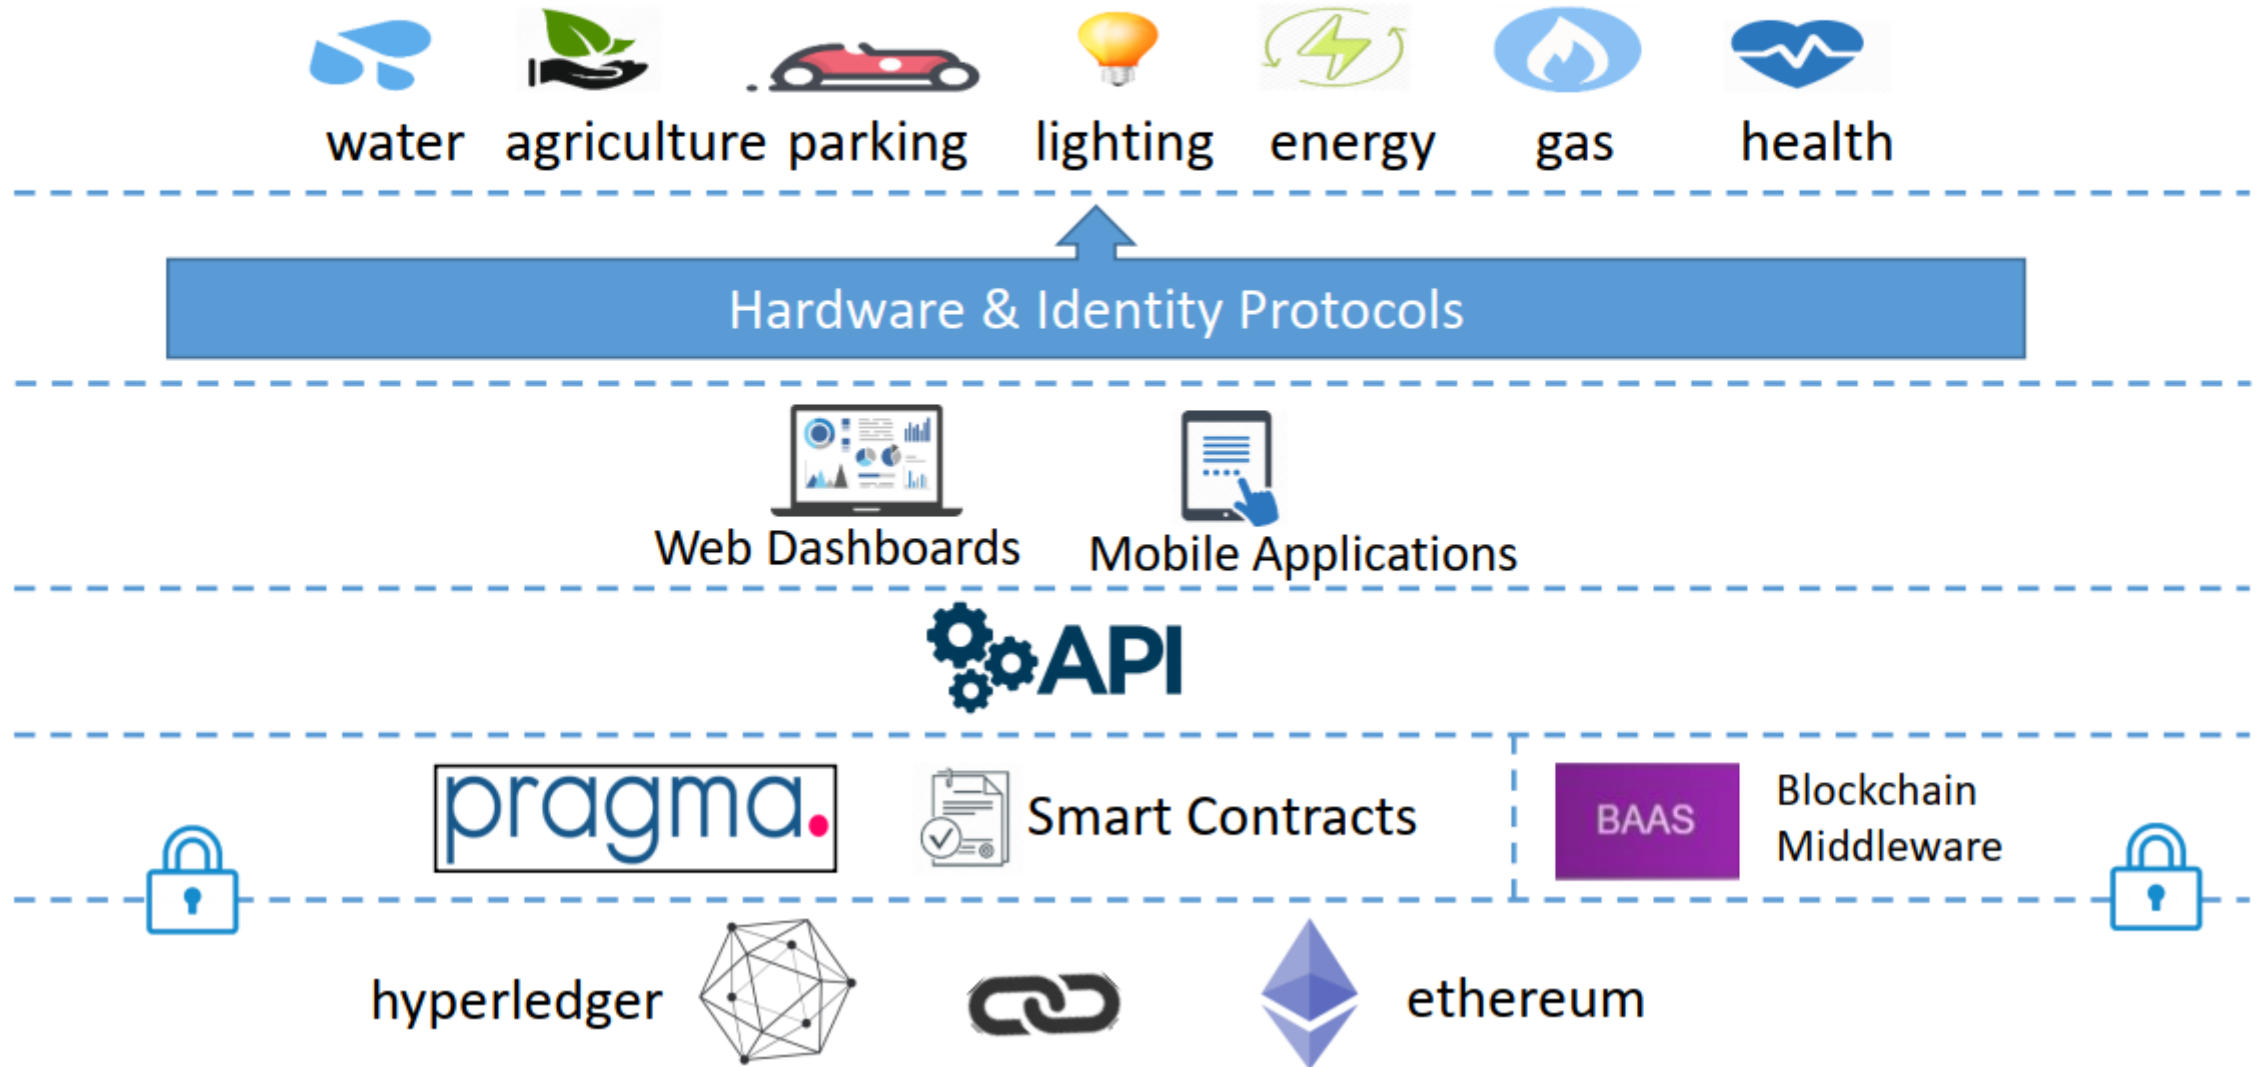 water agriculture parking lighting energy gas health
Hardware & Identity Protocols
Web Dashboards
Mobile Applications
API
pragma.
Smart Contracts
BAAS
Blockchain
Middleware
hyperledger
ethereum